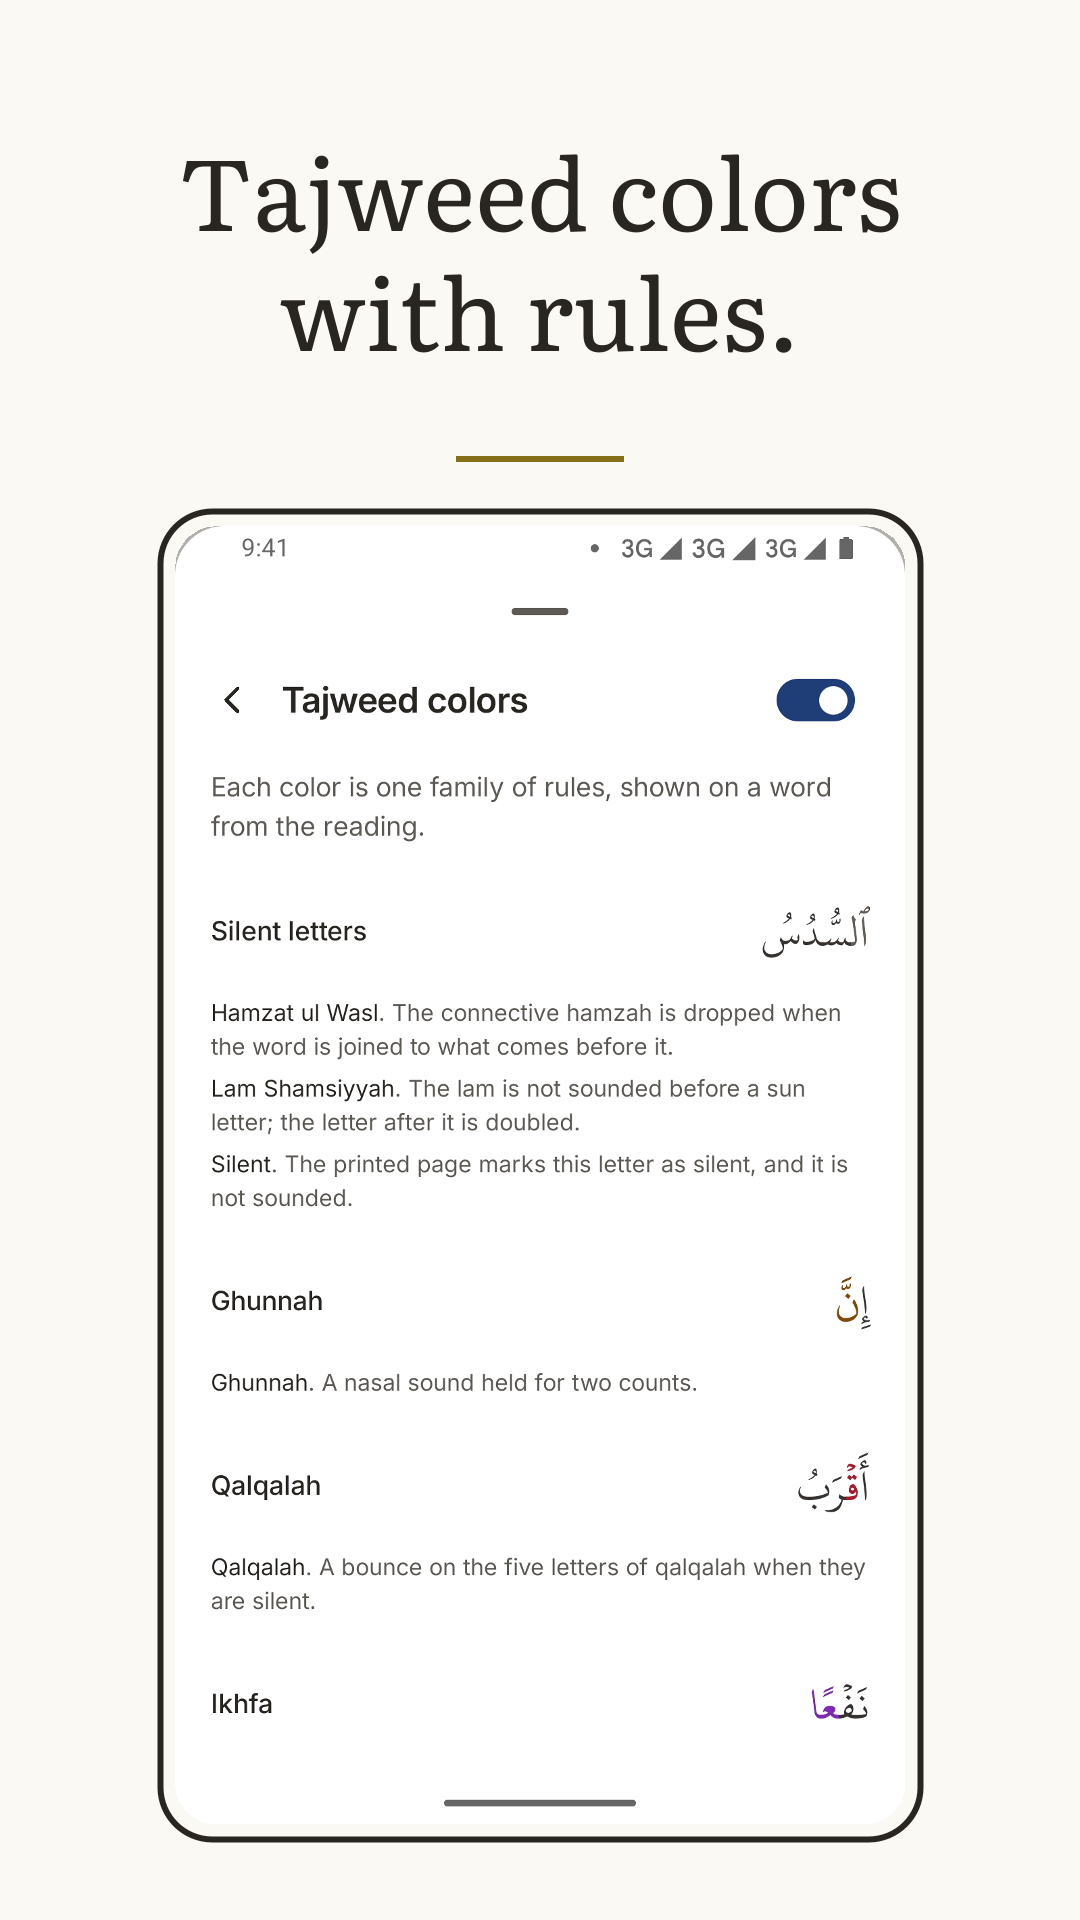 Tajweed colors
with rules.
9:41
3G 3G 3G
Tajweed colors
Each color is one family of rules, shown on a word
from the reading.
Silent letters
ٱلسُّدُسُ
Hamzat ul Wasl. The connective hamzah is dropped when
the word is joined to what comes before it.
Lam Shamsiyyah. The lam is not sounded before a sun
letter; the letter after it is doubled.
Silent. The printed page marks this letter as silent, and it is
not sounded.
Ghunnah
إِنَّ
Ghunnah. A nasal sound held for two counts.
Qalqalah
أَقۡرَبُ
Qalqalah. A bounce on the five letters of qalqalah when they
are silent.
Ikhfa
نَفۡعًا